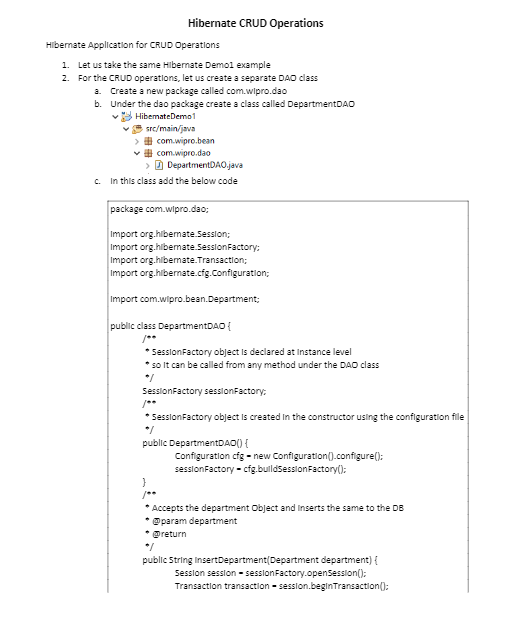 Hibernate CRUD Operations
Hibernate Application for CRUD Operations
1. Let us take the same Hibernate Demo1 example
2. For the CRUD operations, let us create a separate DAO class
a. Create a new package called com.wipro.dao
b. Under the dao package create a class called DepartmentDAO
HibernateDemo1
src/main/java
com.wipro.bean
com.wipro.dao
DepartmentDAO.java
c. In this class add the below code
package com.wipro.dao;
import org.hibernate.Session;
import org.hibernate.SessionFactory;
import org.hibernate.Transaction;
import org.hibernate.cfg.Configuration;
import com.wipro.bean.Department;
public class DepartmentDAO {
/**
* SessionFactory object is declared at instance level
* so it can be called from any method under the DAO class
*/
SessionFactory sessionFactory;
/**
* SessionFactory object is created in the constructor using the configuration file
*/
public DepartmentDAO() {
Configuration cfg = new Configuration().configure();
sessionFactory = cfg.buildSessionFactory();
}
/**
* Accepts the department Object and inserts the same to the DB
* @param department
* @return
*/
public String insertDepartment(Department department) {
Session session = sessionFactory.openSession();
Transaction transaction = session.beginTransaction();